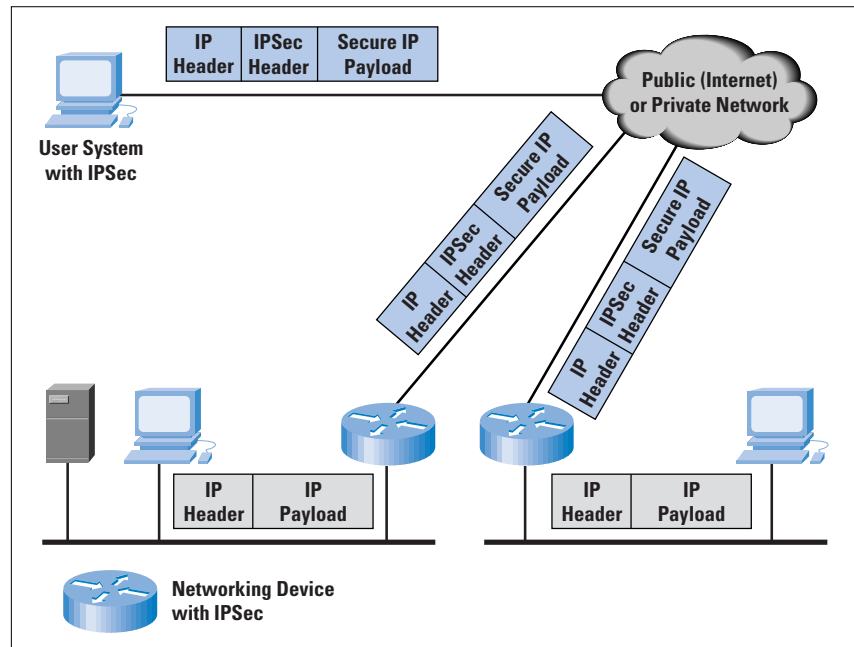 IP
Header
IPSec
Header
Secure IP
Payload
Public (Internet)
or Private Network
User System
with IPSec
IP
Header
IPSec
Header
Secure IP
Payload
IP
Header
IPSec
Header
Secure IP
Payload
IP
Header
IP
Payload
IP
Header
IP
Payload
Networking Device
with IPSec